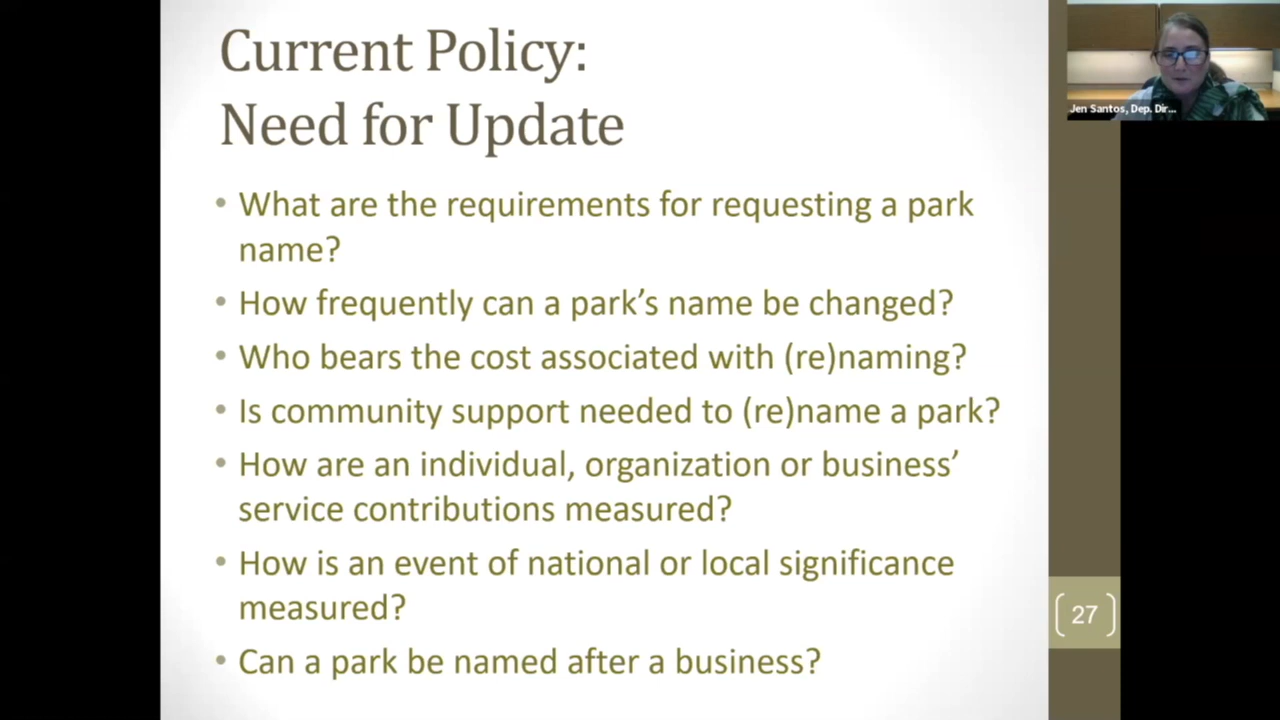 Current Policy:
Need for Update
• What are the requirements for requesting a park
name?
• How frequently can a park’s name be changed?
• Who bears the cost associated with (re)naming?
• Is community support needed to (re)name a park?
• How are an individual, organization or business’
service contributions measured?
• How is an event of national or local significance
measured?
• Can a park be named after a business?
Jen Santos, Dep. Dir...
27